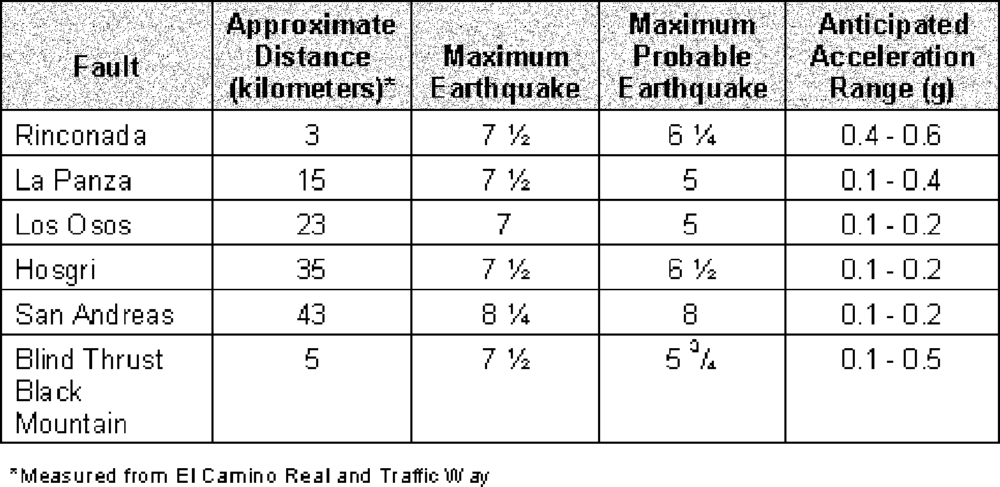 Fault
Approximate
Distance
(kilometers)*
Maximum
Earthquake
Maximum
Probable
Earthquake
Anticipated
Acceleration
Range (g)
Rinconada 3 7 ½ 6 ¼ 0.4 - 0.6
La Panza 15 7 ½ 5 0.1 - 0.4
Los Osos 23 7 5 0.1 - 0.2
Hosgri 35 7 ½ 6 ½ 0.1 - 0.2
San Andreas 43 8 ¼ 8 0.1 - 0.2
Blind Thrust 5 7 ½ 5 ³/₄ 0.1 - 0.5
Black
Mountain
*Measured from El Camino Real and Traffic Way